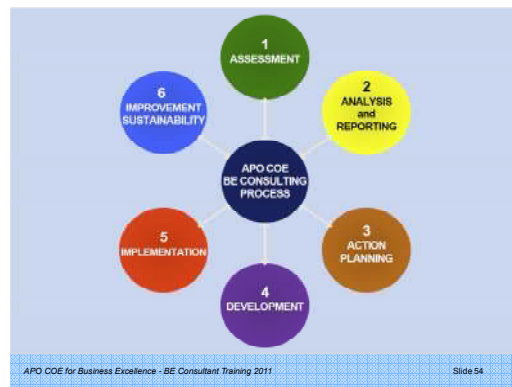 1
ASSESSMENT
2
ANALYSIS
and
REPORTING
3
ACTION
PLANNING
4
DEVELOPMENT
5
IMPLEMENTATION
6
IMPROVEMENT
SUSTAINABILITY
APO COE
BE CONSULTING
PROCESS
APO COE for Business Excellence - BE Consultant Training 2011
Slide 54